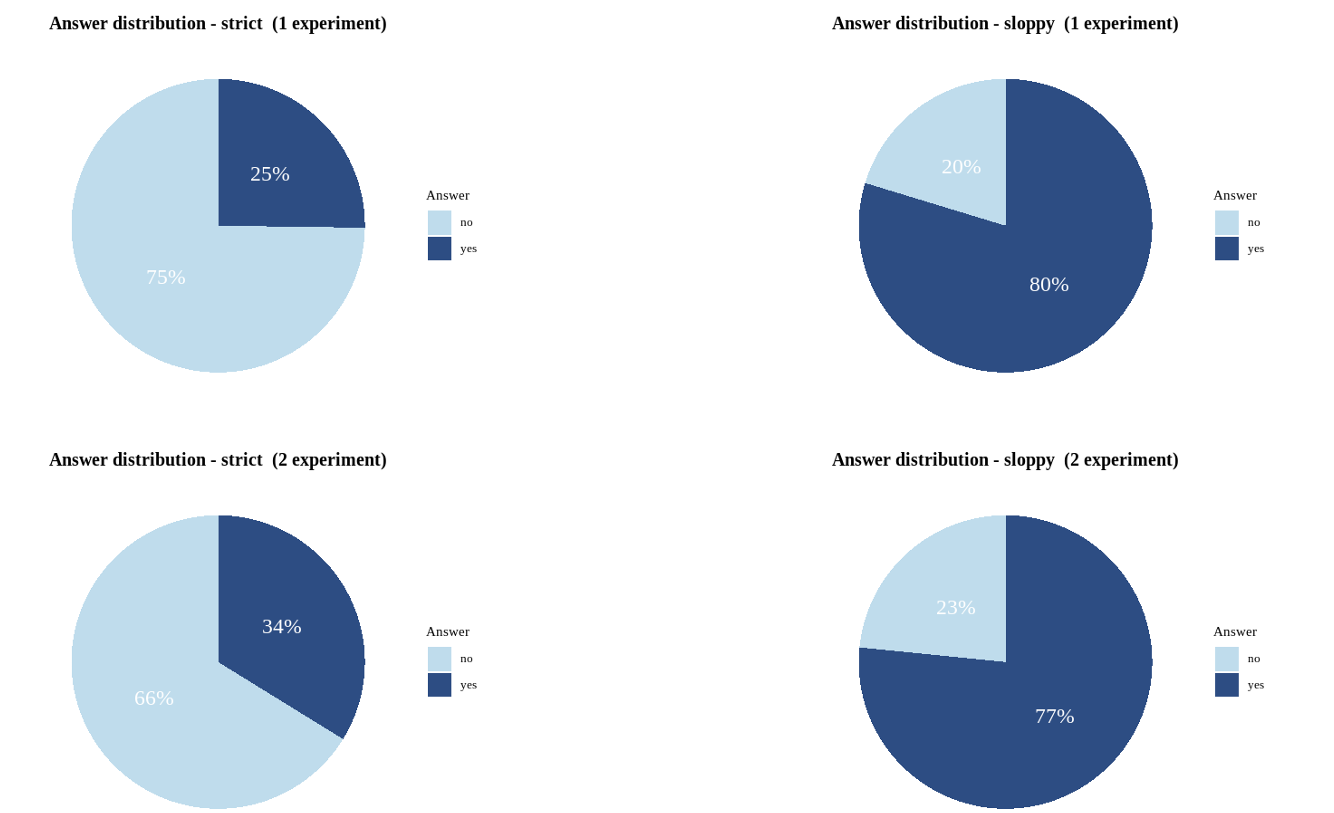 Answer distribution - strict  (1 experiment)
25%
75%
Answer
no
yes
Answer distribution - sloppy  (1 experiment)
20%
80%
Answer
no
yes
Answer distribution - strict  (2 experiment)
34%
66%
Answer
no
yes
Answer distribution - sloppy  (2 experiment)
23%
77%
Answer
no
yes